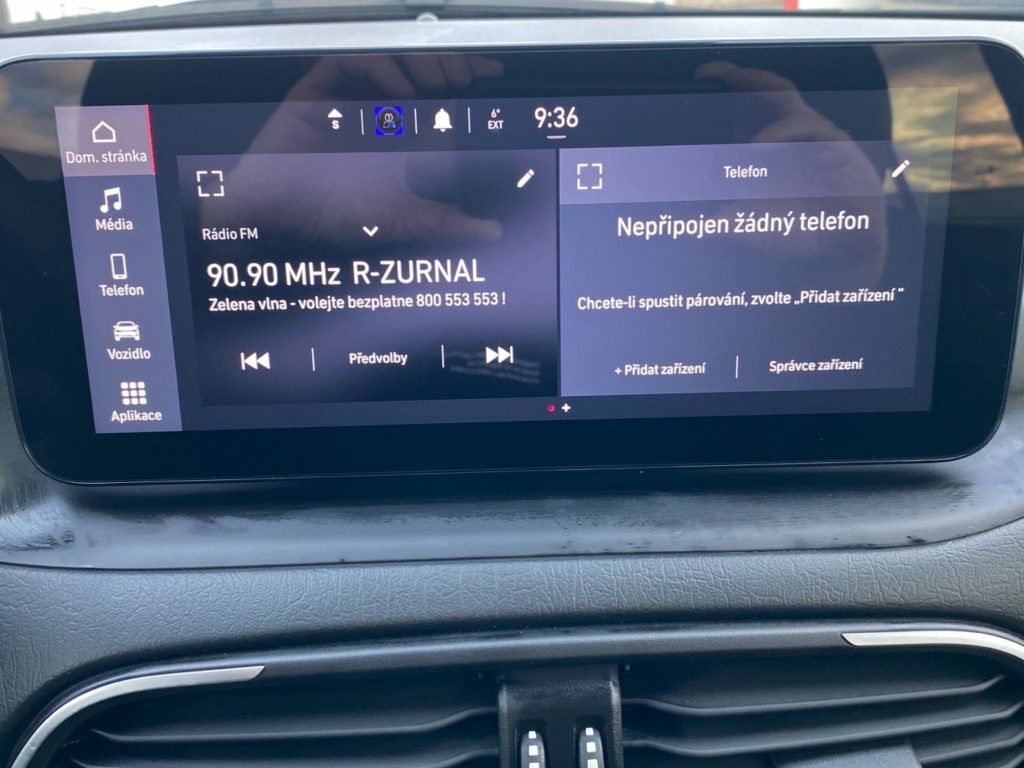 S
6°
EXT
9:36
Dom. stránka
Média
Telefon
Vozidlo
Aplikace
Rádio FM
90.90 MHz R-ZURNAL
Zelena vlna - volejte bezplatne 800 553 553 !
Předvolby
Telefon
Nepřipojen žádný telefon
Chcete-li spustit párování, zvolte „Přidat zařízení “
+ Přidat zařízení
Správce zařízení